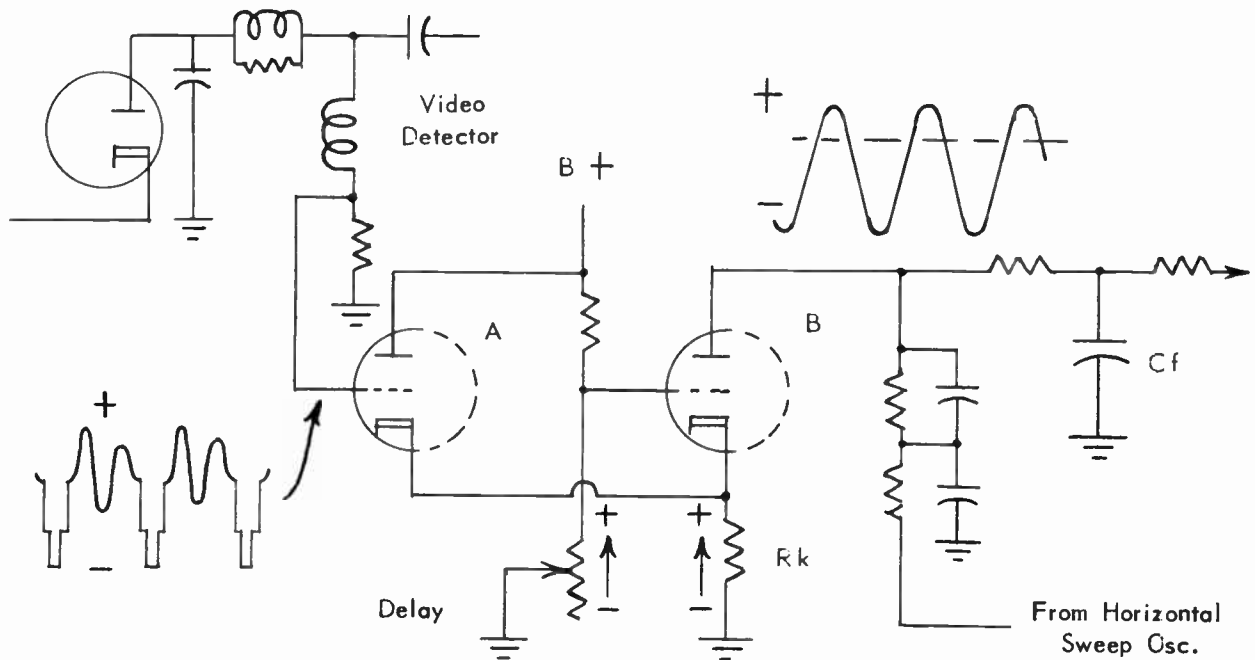 Video
Detector
B +
+
−
A
B
Cf
+
−
+
−
+
−
Rk
Delay
From Horizontal
Sweep Osc.